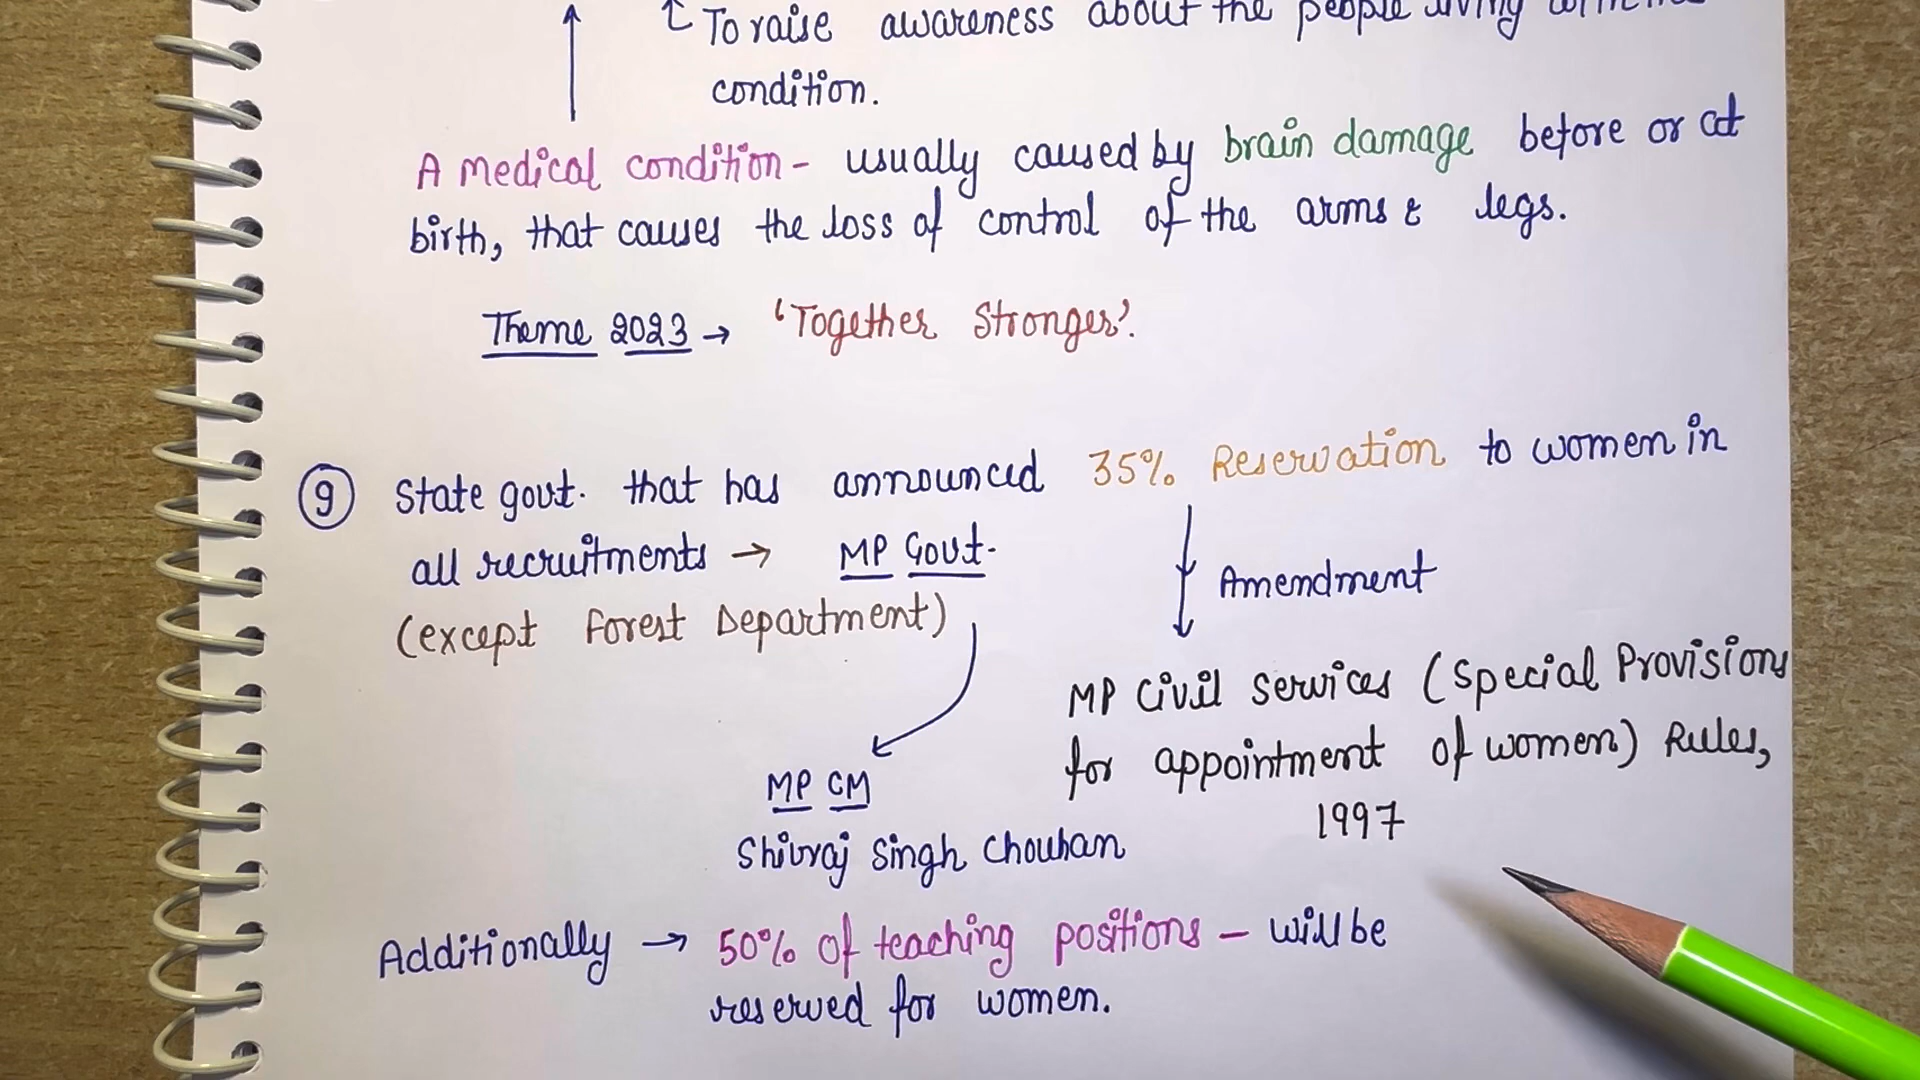 To raise awareness about the people living with
condition.
A medical condition - usually caused by brain damage before or at
birth, that causes the loss of control of the arms & legs.
Theme 2023 → 'Together Stronger'.
9 State govt. that has announced 35% Reservation to women in
all recruitments → MP Govt.
(except Forest Department)
Amendment
MP Civil Services (Special Provisions
for appointment of women) Rules,
1997
MP CM
Shivraj Singh Chouhan
Additionally → 50% of teaching positions - will be
reserved for women.